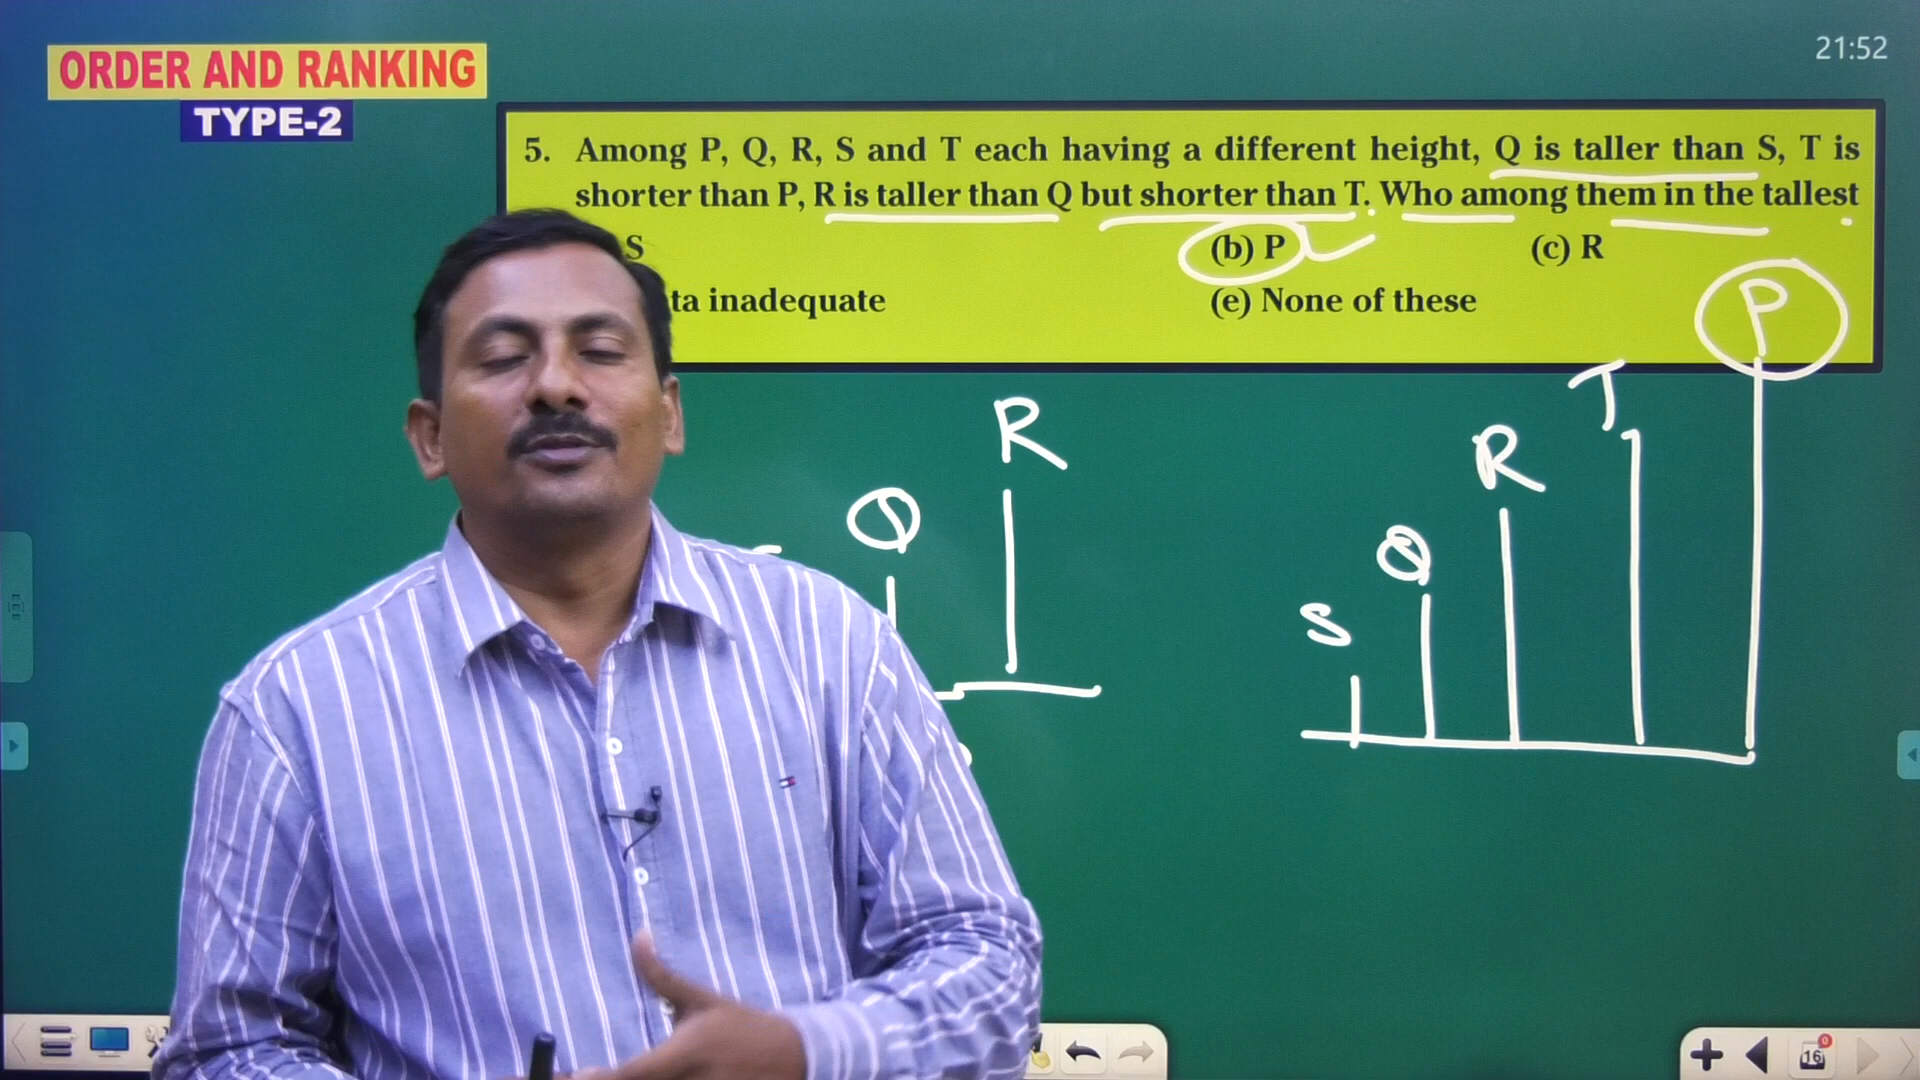 ORDER AND RANKING
TYPE-2
21:52
5. Among P, Q, R, S and T each having a different height, Q is taller than S, T is
shorter than P, R is taller than Q but shorter than T. Who among them in the tallest
S (b) P (c) R
ta inadequate (e) None of these
P
T
R
R
Q
Q
S
16
0